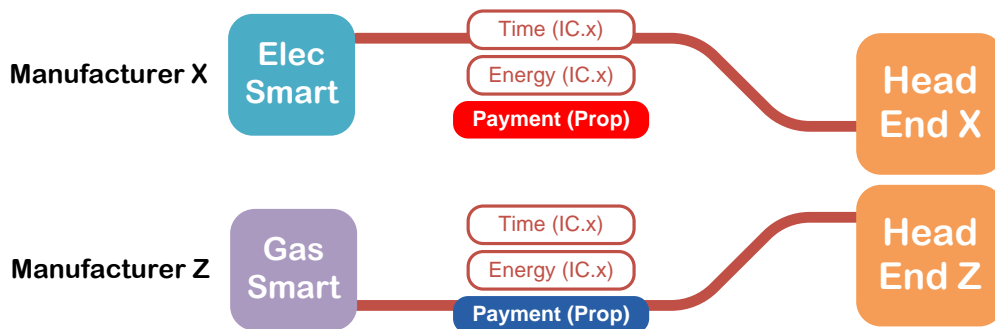 Manufacturer X
Elec
Smart
Time (IC.x)
Energy (IC.x)
Payment (Prop)
Head
End X
Manufacturer Z
Gas
Smart
Time (IC.x)
Energy (IC.x)
Payment (Prop)
Head
End Z